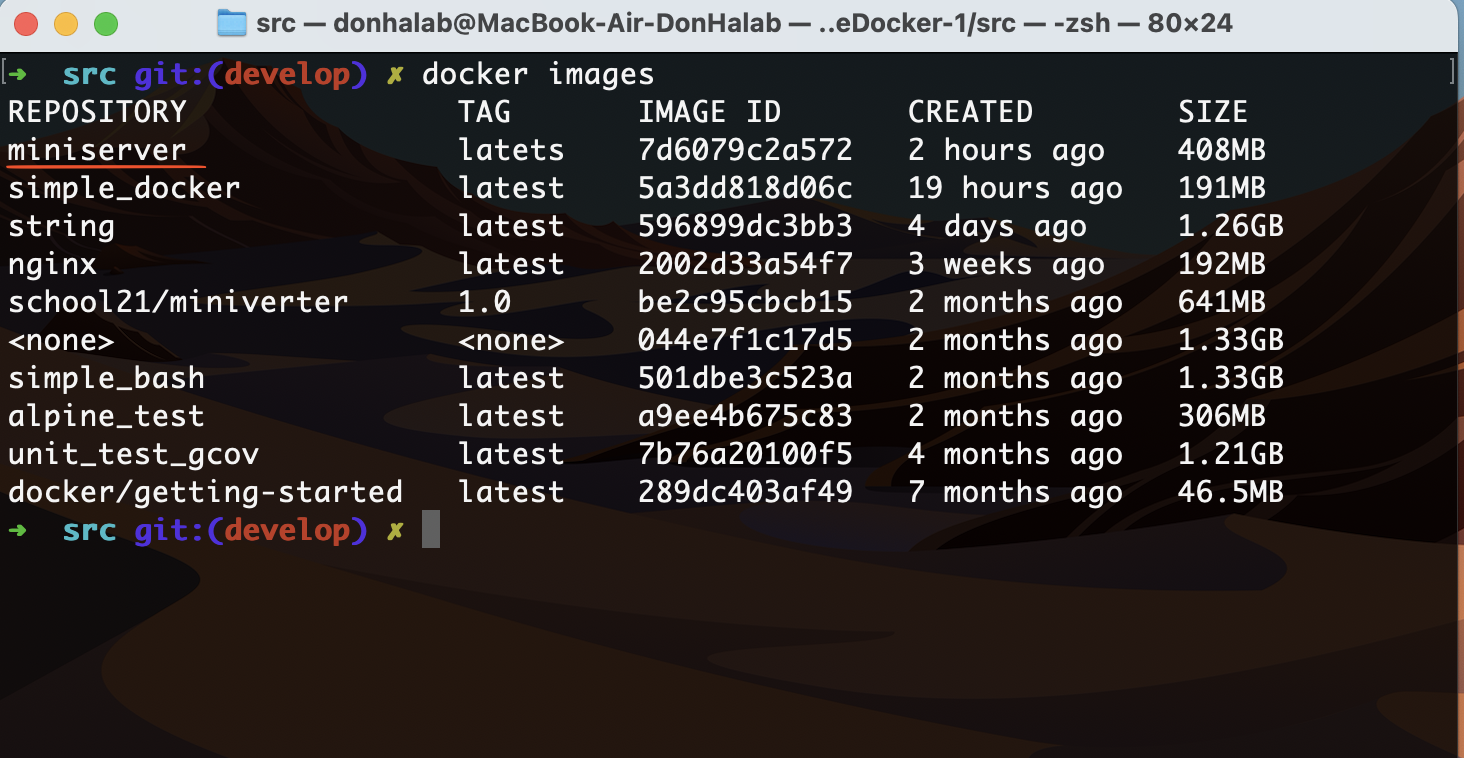 src — donhalab@MacBook-Air-DonHalab — ..eDocker-1/src — -zsh — 80×24
[➜  src git:(develop) ✗ docker images ]
REPOSITORY               TAG       IMAGE ID       CREATED        SIZE
miniserver               latets    7d6079c2a572   2 hours ago    408MB
simple_docker            latest    5a3dd818d06c   19 hours ago   191MB
string                   latest    596899dc3bb3   4 days ago     1.26GB
nginx                    latest    2002d33a54f7   3 weeks ago    192MB
school21/miniverter      1.0       be2c95cbcb15   2 months ago   641MB
<none>                   <none>    044e7f1c17d5   2 months ago   1.33GB
simple_bash              latest    501dbe3c523a   2 months ago   1.33GB
alpine_test              latest    a9ee4b675c83   2 months ago   306MB
unit_test_gcov           latest    7b76a20100f5   4 months ago   1.21GB
docker/getting-started   latest    289dc403af49   7 months ago   46.5MB
➜  src git:(develop) ✗